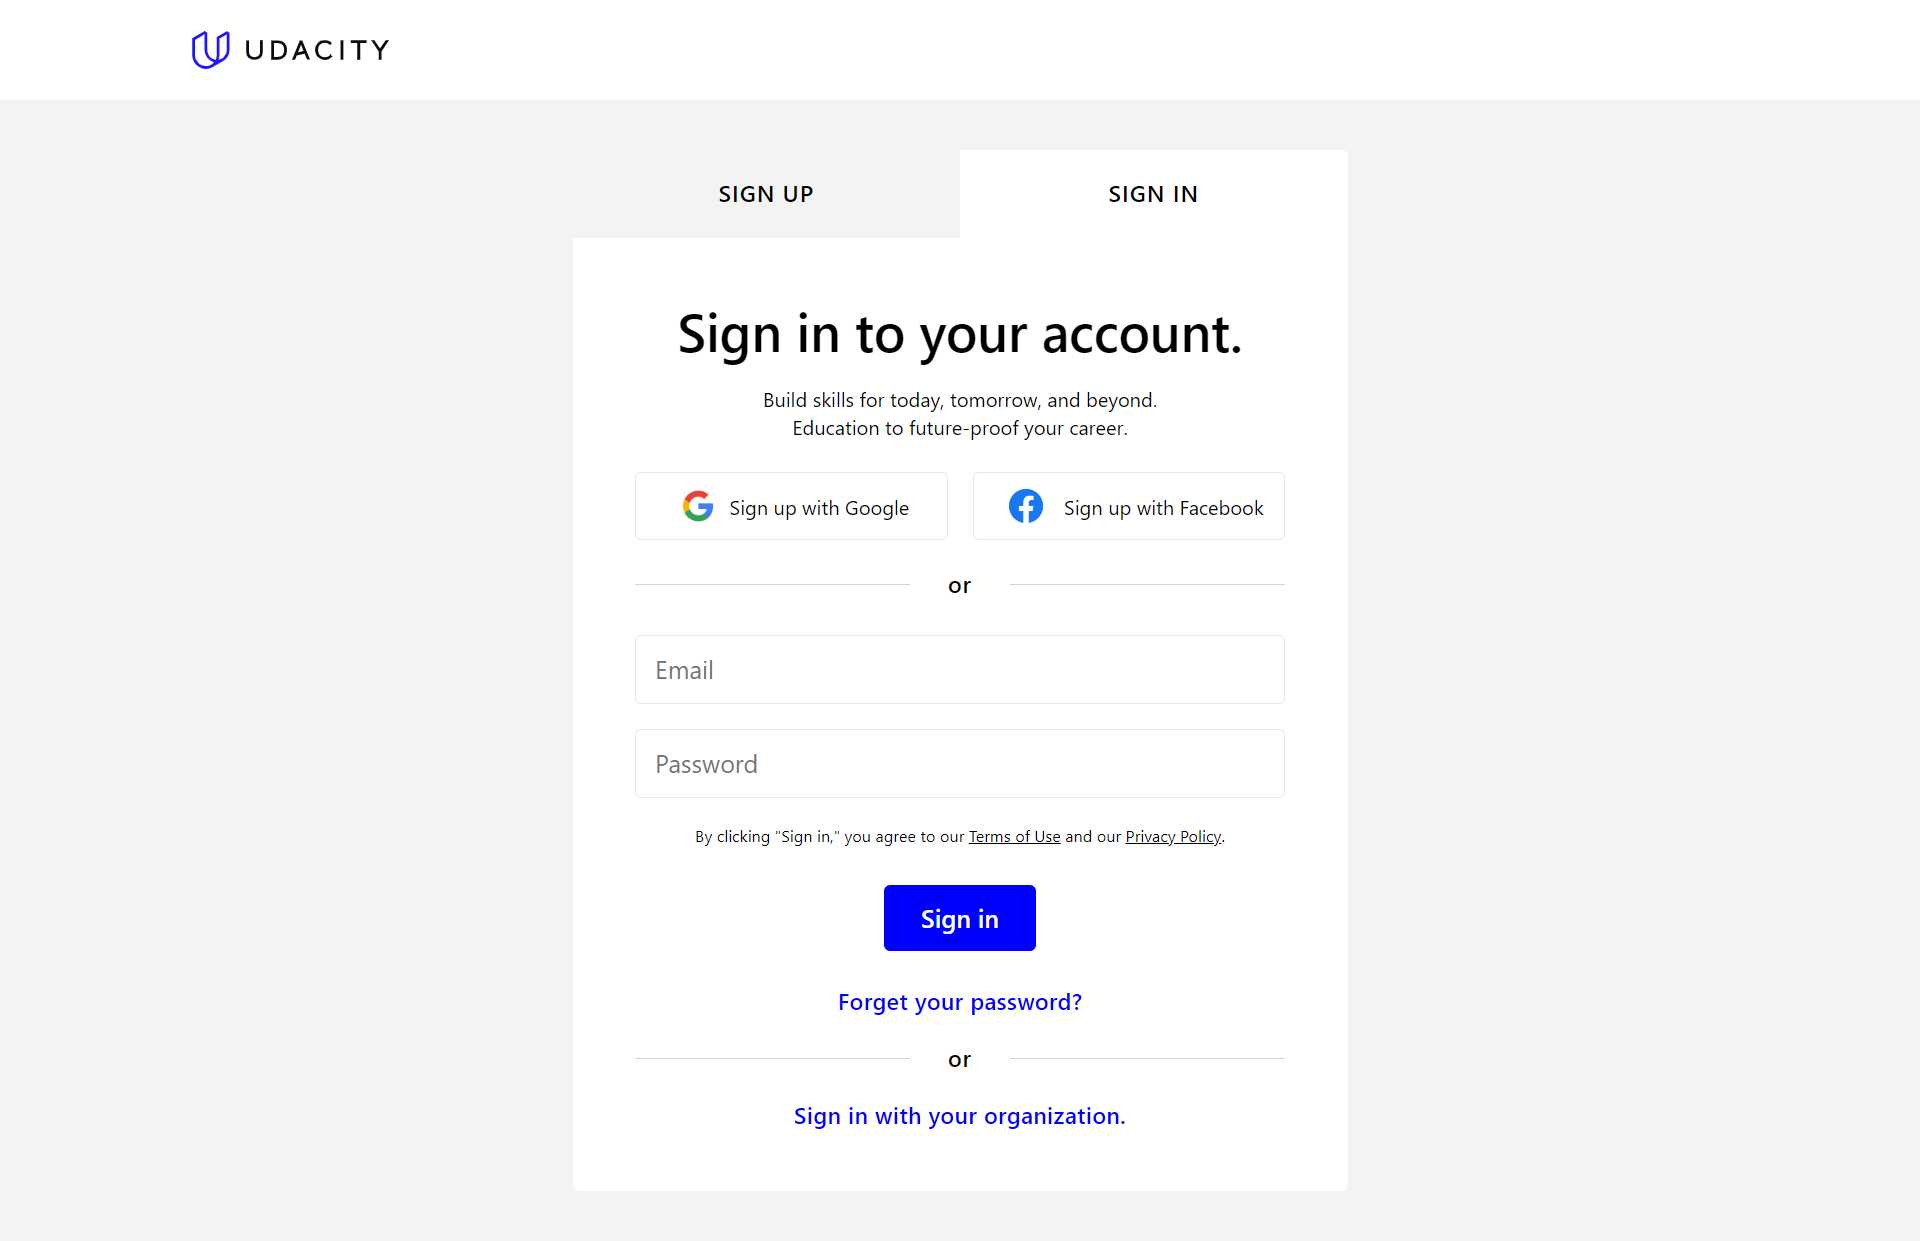 UDACITY
SIGN UP
SIGN IN
Sign in to your account.
Build skills for today, tomorrow, and beyond.
Education to future-proof your career.
Sign up with Google
Sign up with Facebook
or
Email
Password
By clicking "Sign in," you agree to our Terms of Use and our Privacy Policy.
Sign in
Forget your password?
or
Sign in with your organization.